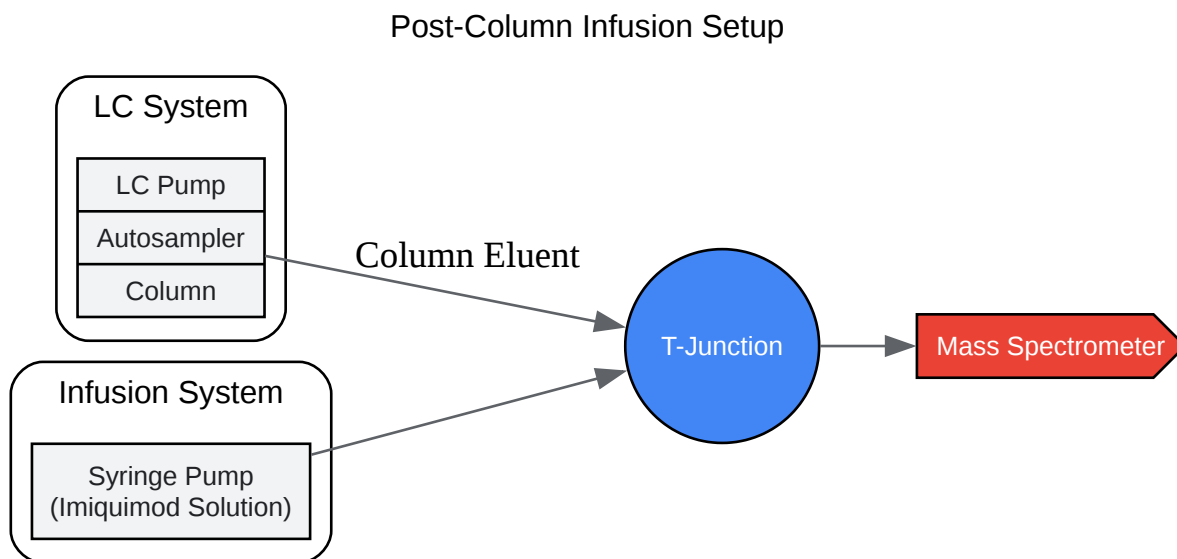 Post-Column Infusion Setup
LC System
LC Pump
Autosampler
Column
Column Eluent
Infusion System
Syringe Pump
(Imiquimod Solution)
T-Junction
Mass Spectrometer